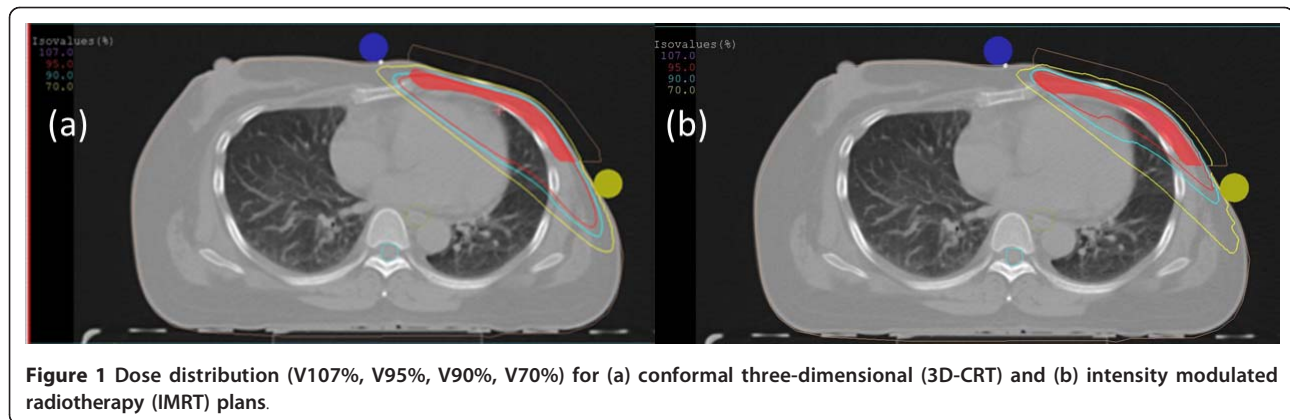 Isovalues(%)
107.0
95.0
90.0
70.0
(a)
Isovalues(%)
107.0
95.0
90.0
70.0
(b)
Figure 1 Dose distribution (V107%, V95%, V90%, V70%) for (a) conformal three-dimensional (3D-CRT) and (b) intensity modulated
radiotherapy (IMRT) plans.